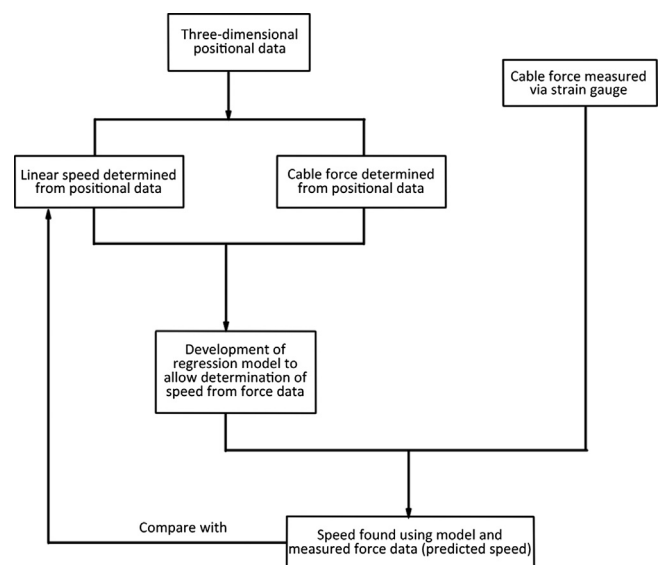 Three-dimensional
positional data
Cable force measured
via strain gauge
Linear speed determined
from positional data
Cable force determined
from positional data
Development of
regression model to
allow determination of
speed from force data
Compare with
Speed found using model and
measured force data (predicted speed)